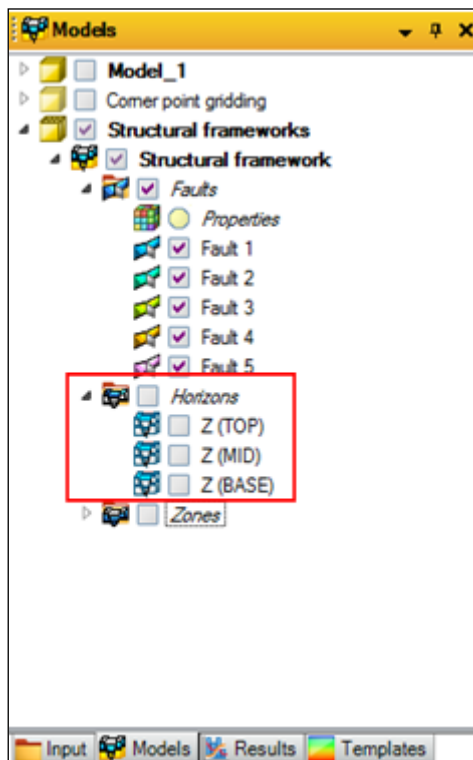 Models
Model_1
Corner point gridding
Structural frameworks
Structural framework
Faults
Properties
Fault 1
Fault 2
Fault 3
Fault 4
Fault 5
Horizons
Z (TOP)
Z (MID)
Z (BASE)
Zones
Input Models Results Templates